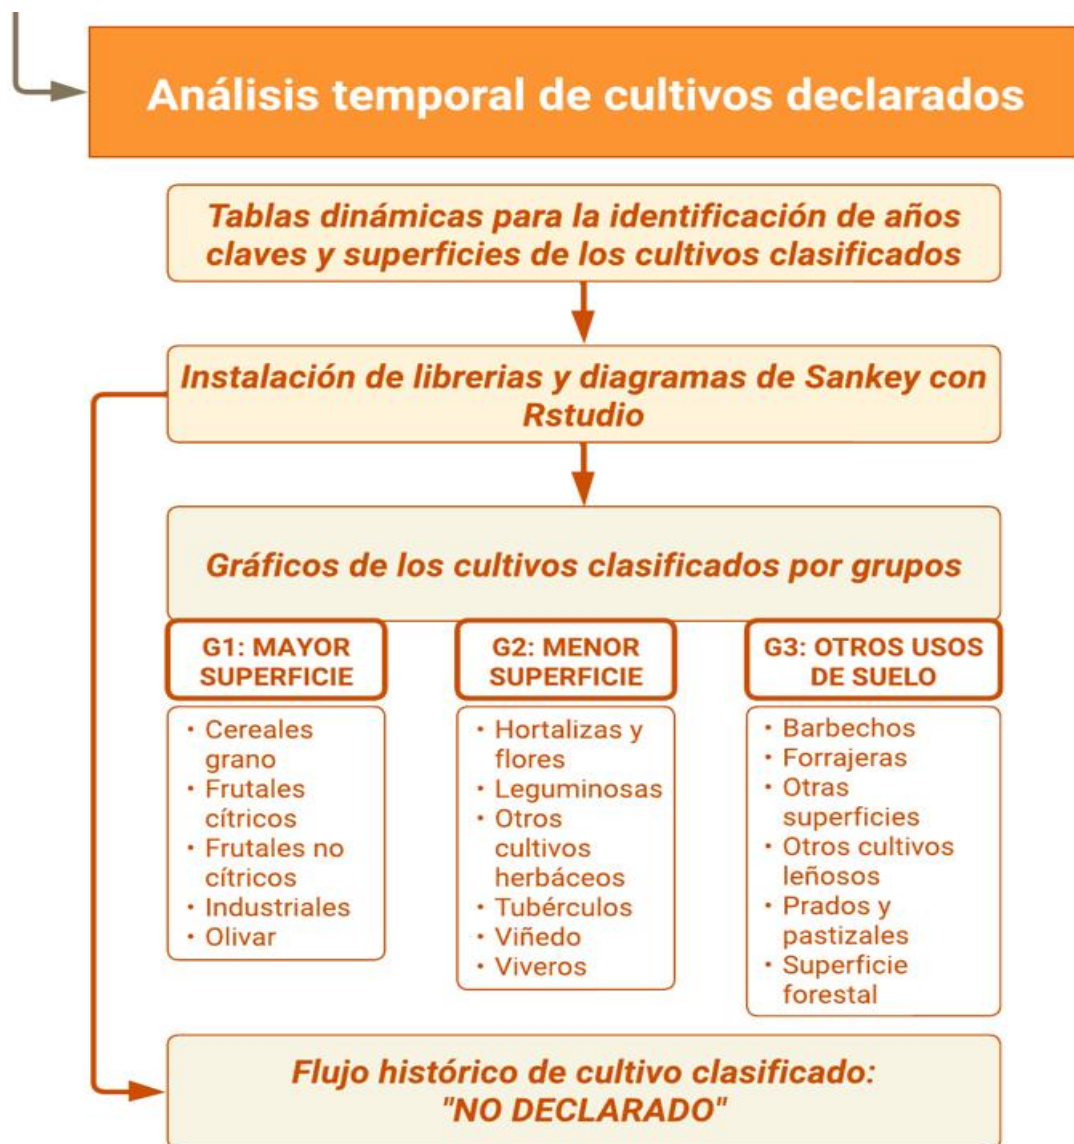 Análisis temporal de cultivos declarados
Tablas dinámicas para la identificación de años
claves y superficies de los cultivos clasificados
Instalación de librerias y diagramas de Sankey con
Rstudio
Gráficos de los cultivos clasificados por grupos
G1: MAYOR
SUPERFICIE
• Cereales
grano
• Frutales
cítricos
• Frutales no
cítricos
• Industriales
• Olivar
G2: MENOR
SUPERFICIE
• Hortalizas y
flores
• Leguminosas
• Otros
cultivos
herbáceos
• Tubérculos
• Viñedo
• Viveros
G3: OTROS USOS
DE SUELO
• Barbechos
• Forrajeras
• Otras
superficies
• Otros cultivos
leñosos
• Prados y
pastizales
• Superficie
forestal
Flujo histórico de cultivo clasificado:
"NO DECLARADO"